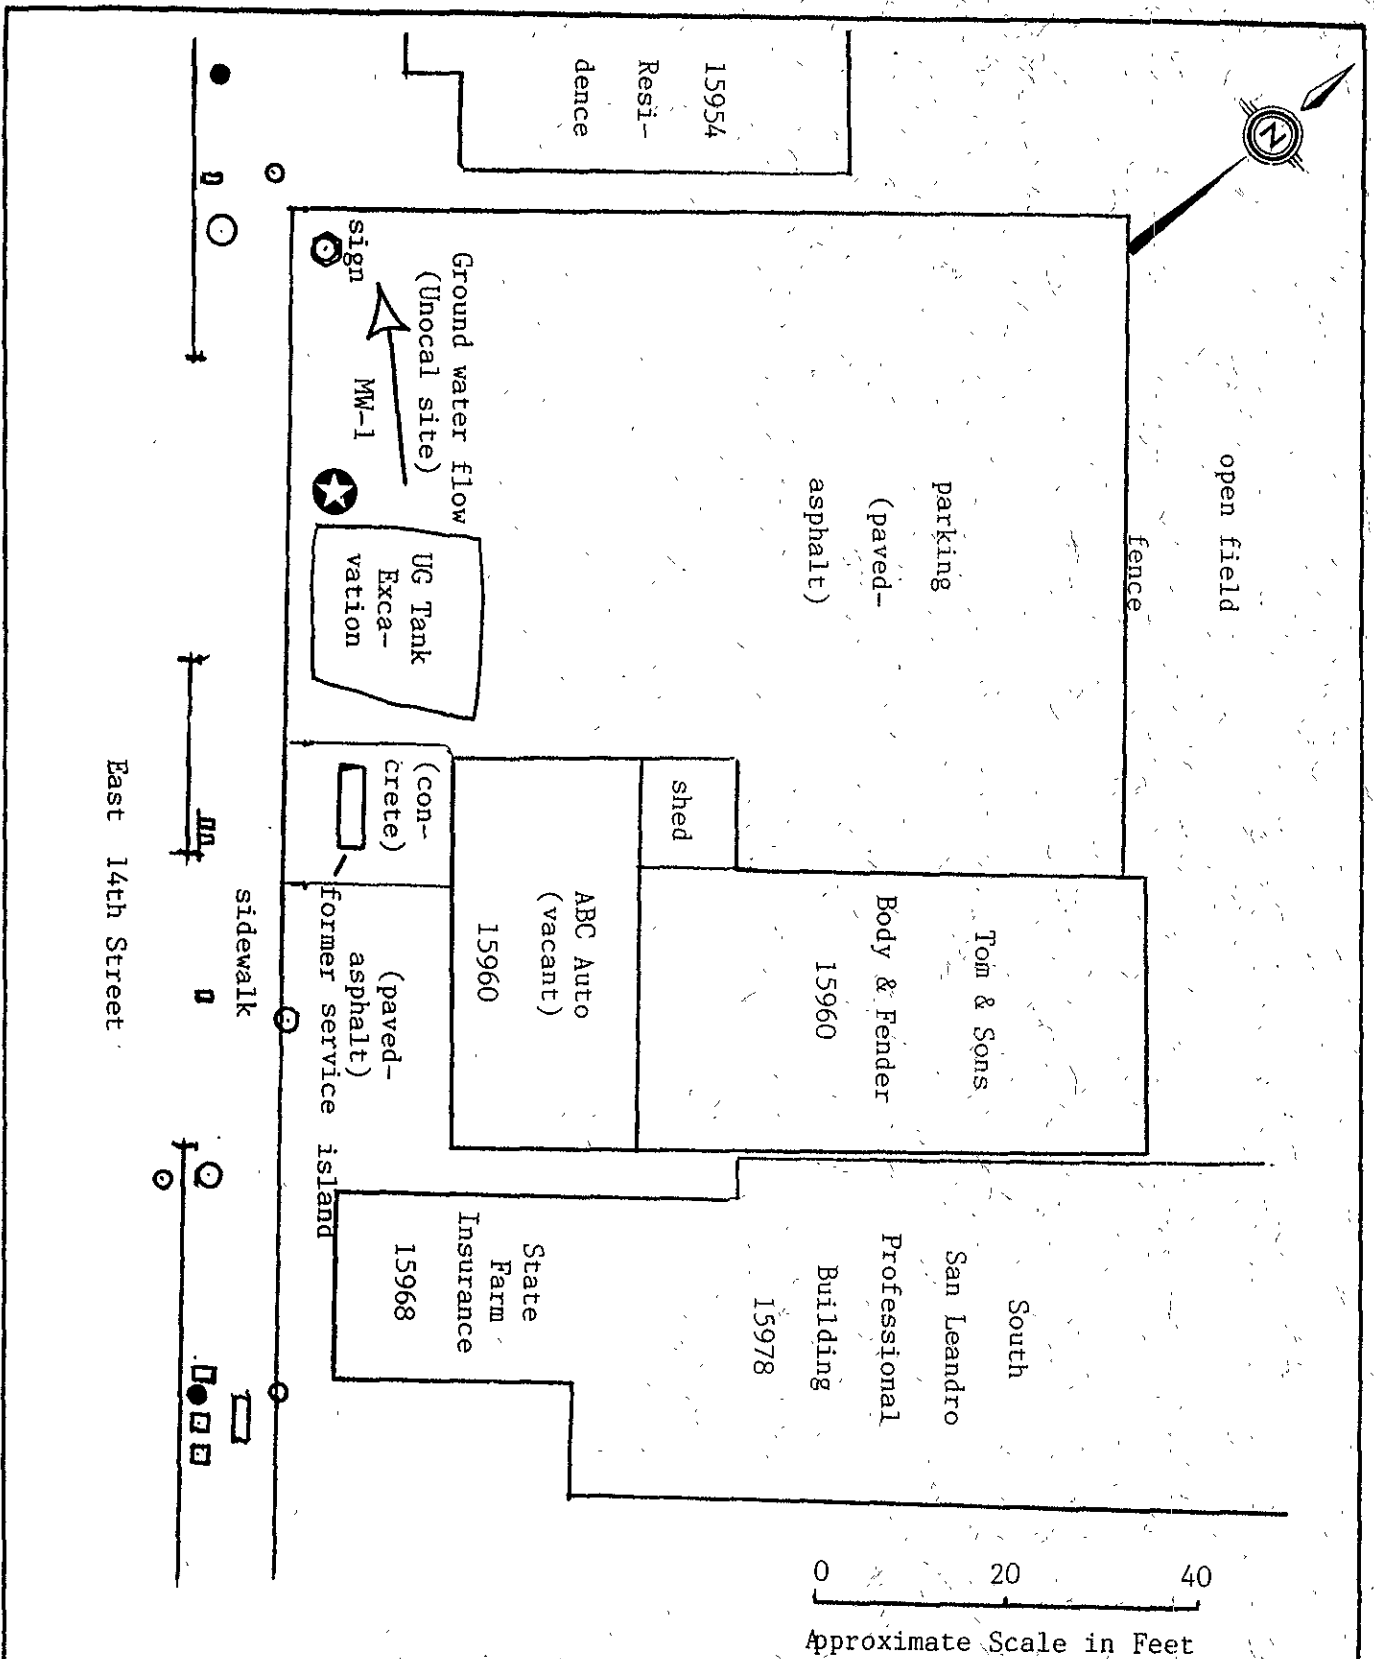 15954
Resi-
dence
N
sign
Ground water flow
(Unocal site)
MW-1
UG Tank
Exca-
vation
parking
(paved-
asphalt)
fence
open field
(con-
crete)
shed
former service island
(paved-
asphalt)
ABC Auto
(vacant)
15960
Tom & Sons
Body & Fender
15960
sidewalk
East 14th Street
State
Farm
Insurance
15968
South
San Leandro
Professional
Building
15978
0 20 40
Approximate Scale in Feet